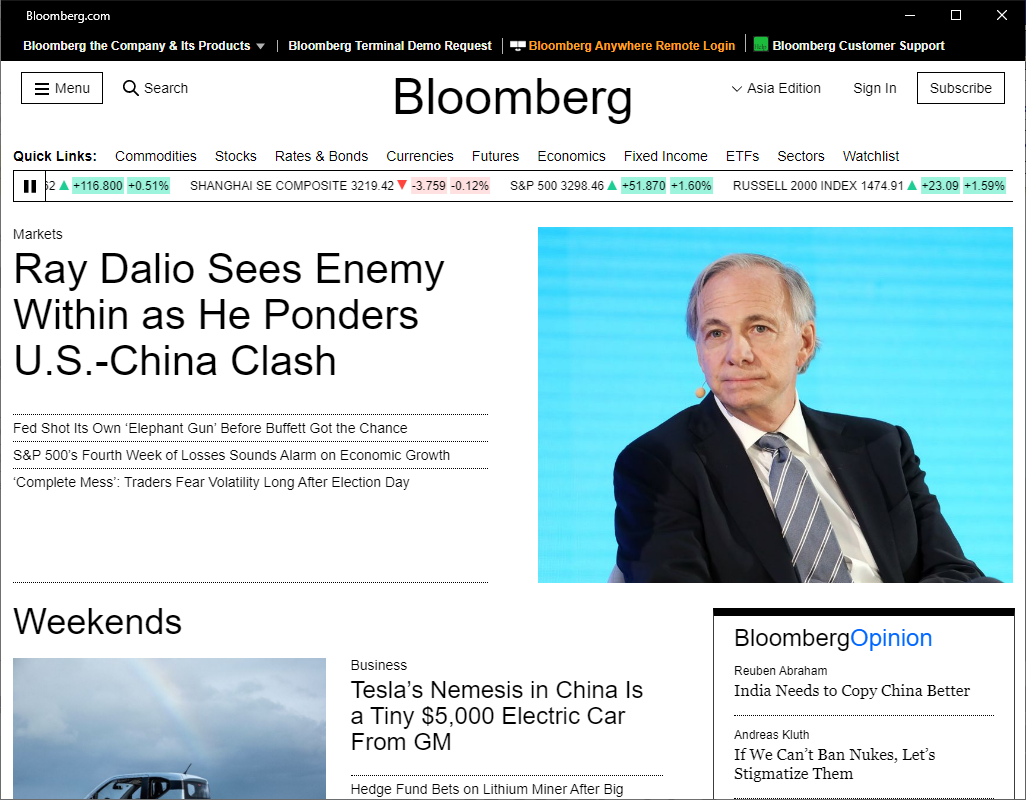 Bloomberg.com
Bloomberg the Company & Its Products
Bloomberg Terminal Demo Request
Bloomberg Anywhere Remote Login
Bloomberg Customer Support
Menu
Search
Bloomberg
Asia Edition
Sign In
Subscribe
Quick Links: Commodities Stocks Rates & Bonds Currencies Futures Economics Fixed Income ETFs Sectors Watchlist
+116.800 +0.51% SHANGHAI SE COMPOSITE 3219.42 -3.759 -0.12% S&P 500 3298.46 +51.870 +1.60% RUSSELL 2000 INDEX 1474.91 +23.09 +1.59%
Markets
Ray Dalio Sees Enemy
Within as He Ponders
U.S.-China Clash
Fed Shot Its Own ‘Elephant Gun’ Before Buffett Got the Chance
S&P 500’s Fourth Week of Losses Sounds Alarm on Economic Growth
‘Complete Mess’: Traders Fear Volatility Long After Election Day
Weekends
Business
Tesla’s Nemesis in China Is
a Tiny $5,000 Electric Car
From GM
Hedge Fund Bets on Lithium Miner After Big
BloombergOpinion
Reuben Abraham
India Needs to Copy China Better
Andreas Kluth
If We Can’t Ban Nukes, Let’s
Stigmatize Them